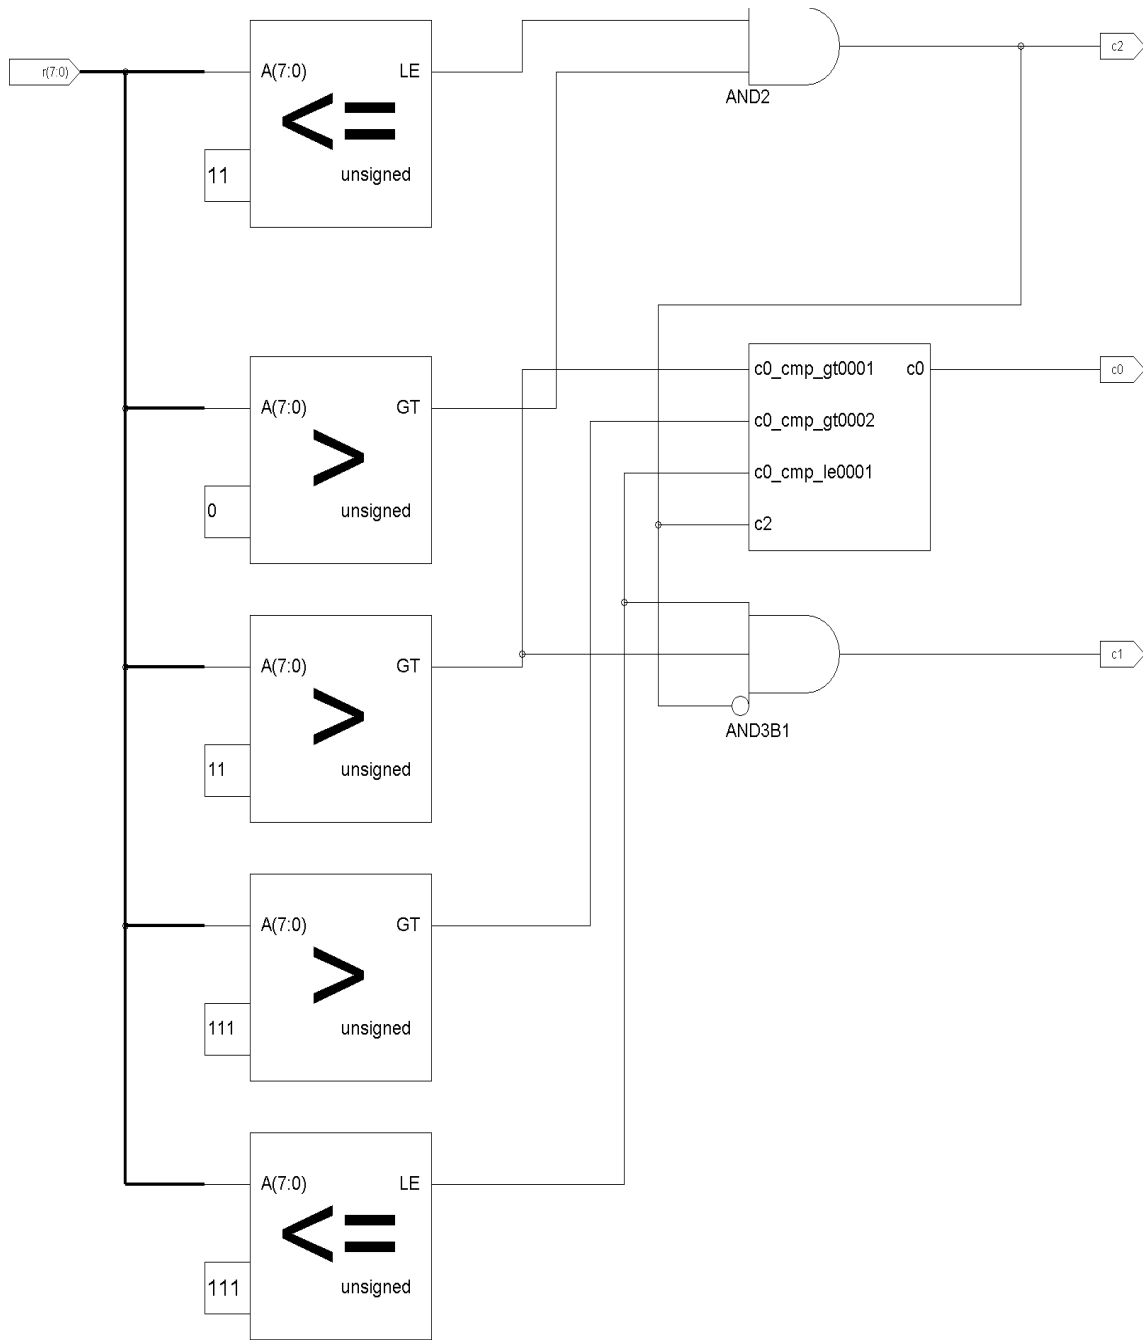 r(7:0)
A(7:0) LE
<=
11
unsigned
AND2
c2
A(7:0) GT
>
0
unsigned
c0_cmp_gt0001 c0
c0_cmp_gt0002
c0_cmp_le0001
c2
c0
A(7:0) GT
>
11
unsigned
AND3B1
c1
A(7:0) GT
>
111
unsigned
A(7:0) LE
<=
111
unsigned